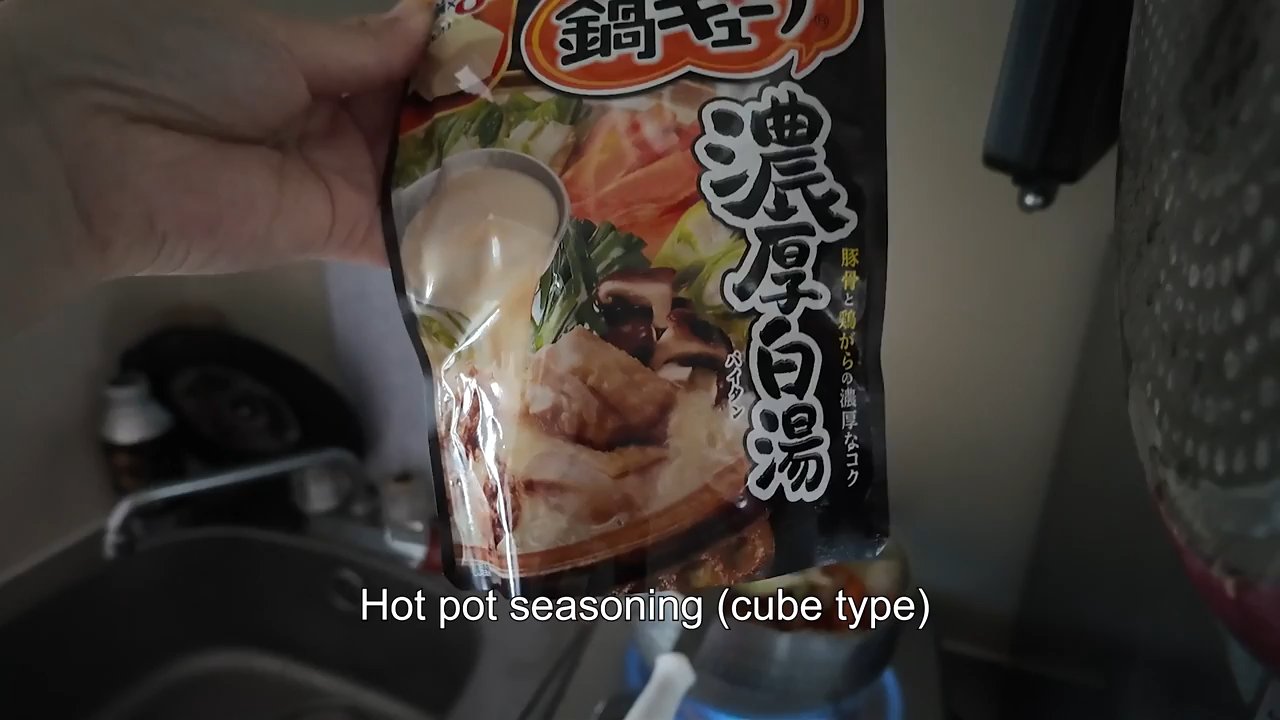 鍋キューブ
濃厚白湯
パイタン
豚骨と鶏がらの濃厚なコク
Hot pot seasoning (cube type)